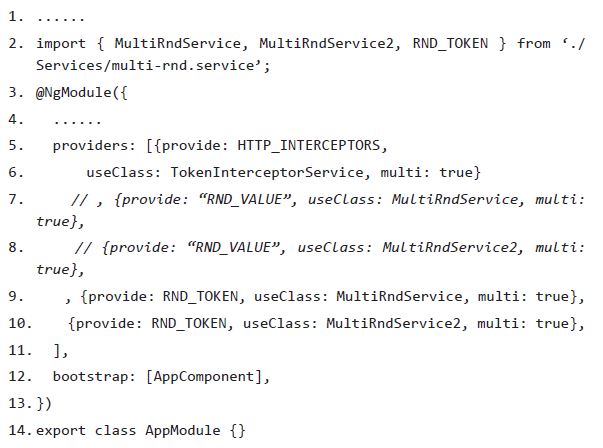 1. ......
2. import { MultiRndService, MultiRndService2, RND_TOKEN } from ‘./
Services/multi-rnd.service’;
3. @NgModule({
4. ......
5. providers: [{provide: HTTP_INTERCEPTORS,
6. useClass: TokenInterceptorService, multi: true}
7. // , {provide: “RND_VALUE”, useClass: MultiRndService, multi:
true},
8. // {provide: “RND_VALUE”, useClass: MultiRndService2, multi:
true},
9. , {provide: RND_TOKEN, useClass: MultiRndService, multi: true},
10. {provide: RND_TOKEN, useClass: MultiRndService2, multi: true},
11. ],
12. bootstrap: [AppComponent],
13. })
14. export class AppModule {}